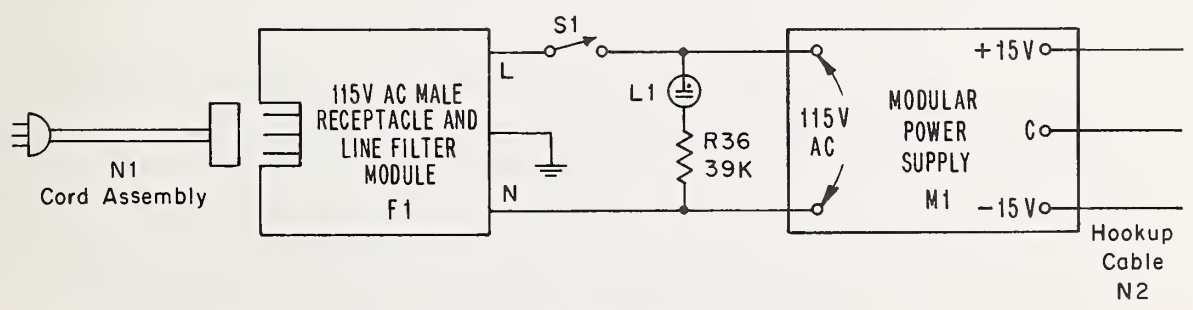 N1
Cord Assembly
115V AC MALE
RECEPTACLE AND
LINE FILTER
MODULE
F1
L
N
S1
L1
R36
39K
115V
AC
MODULAR
POWER
SUPPLY
M1
+15V
C
-15V
Hookup
Cable
N2